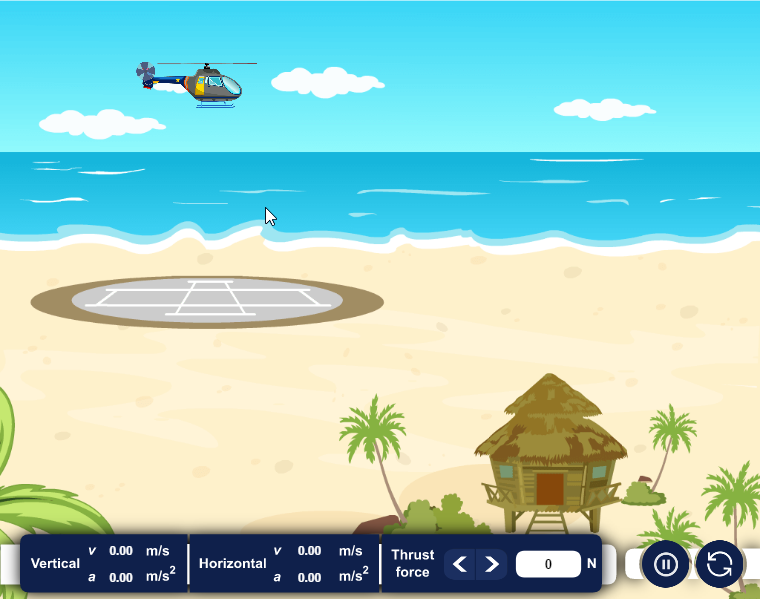 Vertical v 0.00 m/s
a 0.00 m/s2
Horizontal v 0.00 m/s
a 0.00 m/s2
Thrust
force
0 N